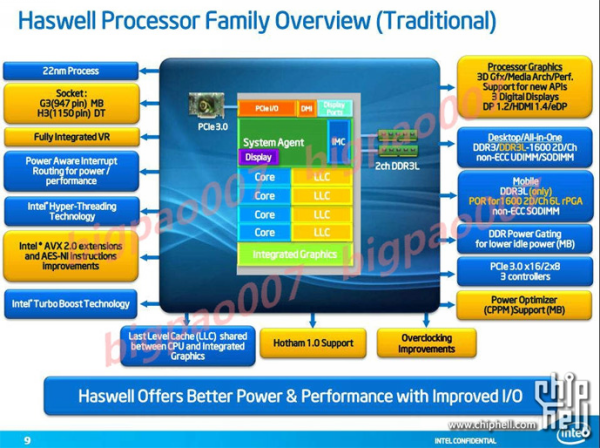 Haswell Processor Family Overview (Traditional)
22nm Process
Socket :
G3(947 pin) MB
H3(1150 pin) DT
Fully Integrated VR
Power Aware Interrupt
Routing for power /
performance
Intel® Hyper-Threading
Technology
Intel® AVX 2.0 extensions
and AES-NI Instructions
improvements
Intel® Turbo Boost Technology
PCIe 3.0
PCIe I/O
DMI
Display
Ports
System Agent
IMC
Display
2ch DDR3L
Core
LLC
Core
LLC
Core
LLC
Core
LLC
Integrated Graphics
Processor Graphics
3D Gfx/Media Arch/Perf.
Support for new APIs
3 Digital Displays
DP 1.2/HDMI 1.4/eDP
Desktop/All-in-One
DDR3/DDR3L-1600 2D/Ch
non-ECC UDIMM/SODIMM
Mobile
DDR3L (only)
POR for 1600 2D/Ch 6L rPGA
non-ECC SODIMM
DDR Power Gating
for lower idle power (MB)
PCIe 3.0 x16/2x8
3 controllers
Power Optimizer
(CPPM)Support (MB)
Last Level Cache (LLC) shared
between CPU and Integrated
Graphics
Hotham 1.0 Support
Overclocking
Improvements
bigpao007
bigpao007
bigpao007
bigpao007
Haswell Offers Better Power & Performance with Improved I/O
chip
hell
www.chiphell.com
9
INTEL CONFIDENTIAL
intel